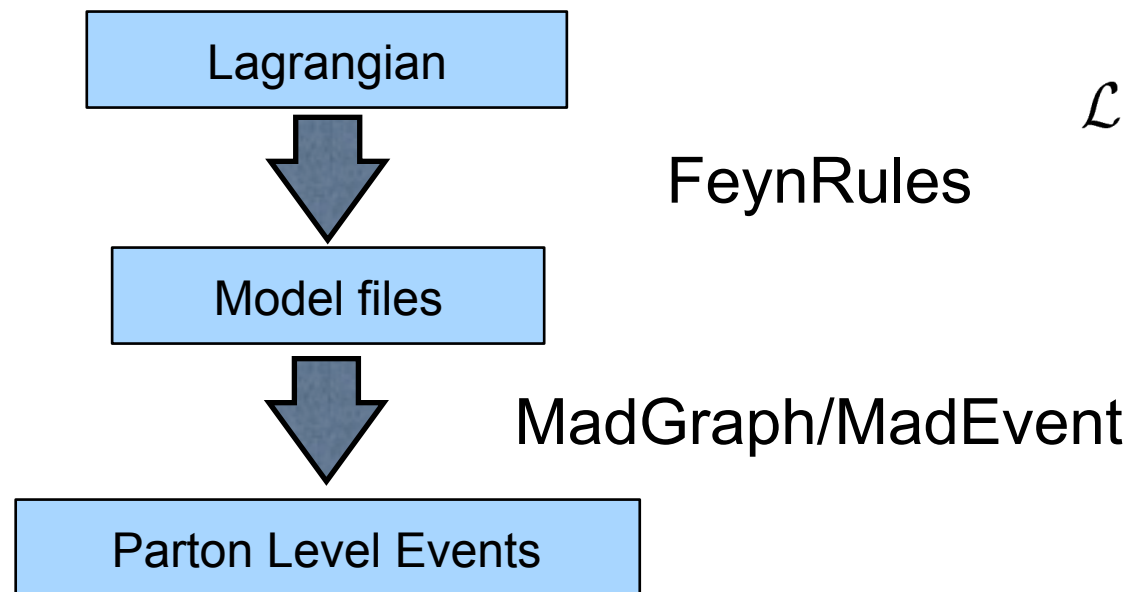 Lagrangian
ℒ
FeynRules
Model files
MadGraph/MadEvent
Parton Level Events